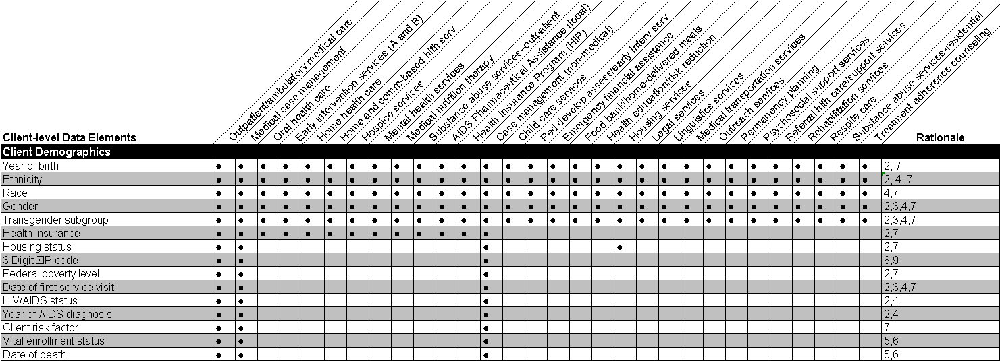 Outpatient/ambulatory medical care
Medical case management
Oral health care
Early intervention services (A and B)
Home health care
Home and comm-based hlth serv
Hospice services
Mental health services
Medical nutrition therapy
Substance abuse services–outpatient
AIDS Pharmaceutical Assistance (local)
Health Insurance Program (HIP)
Case management (non-medical)
Child care services
Ped develop assess/early interv serv
Emergency financial assistance
Food bank/home-delivered meals
Health education/risk reduction
Housing services
Legal services
Linguistics services
Medical transportation services
Outreach services
Permanency planning
Psychosocial support services
Referral hlth care/support services
Rehabilitation services
Respite care
Substance abuse services-residential
Treatment adherence counseling
Client-level Data Elements Rationale
Client Demographics
Year of birth 2, 7
Ethnicity 2, 4, 7
Race 4,7
Gender 2,3,4,7
Transgender subgroup 2,3,4,7
Health insurance 2,7
Housing status 2,7
3 Digit ZIP code 8,9
Federal poverty level 2,7
Date of first service visit 2,3,4,7
HIV/AIDS status 2,4
Year of AIDS diagnosis 2,4
Client risk factor 7
Vital enrollment status 5,6
Date of death 5,6